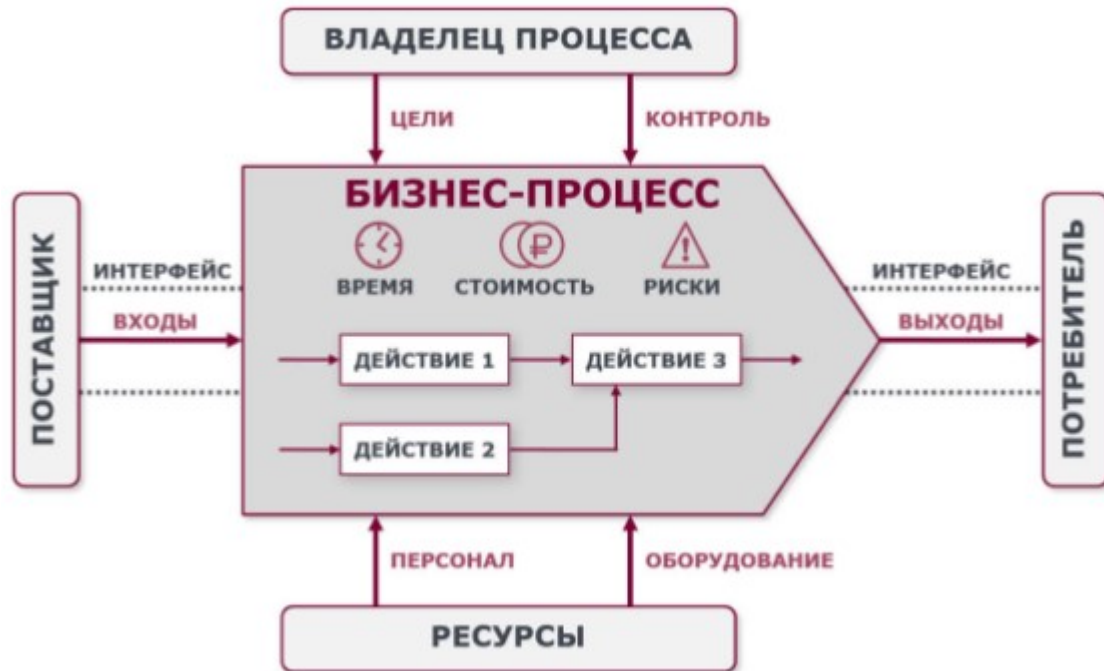 ВЛАДЕЛЕЦ ПРОЦЕССА
ЦЕЛИ
КОНТРОЛЬ
БИЗНЕС-ПРОЦЕСС
ВРЕМЯ
СТОИМОСТЬ
РИСКИ
ПОСТАВЩИК
ИНТЕРФЕЙС
ВХОДЫ
ДЕЙСТВИЕ 1
ДЕЙСТВИЕ 3
ДЕЙСТВИЕ 2
ИНТЕРФЕЙС
ВЫХОДЫ
ПОТРЕБИТЕЛЬ
ПЕРСОНАЛ
ОБОРУДОВАНИЕ
РЕСУРСЫ